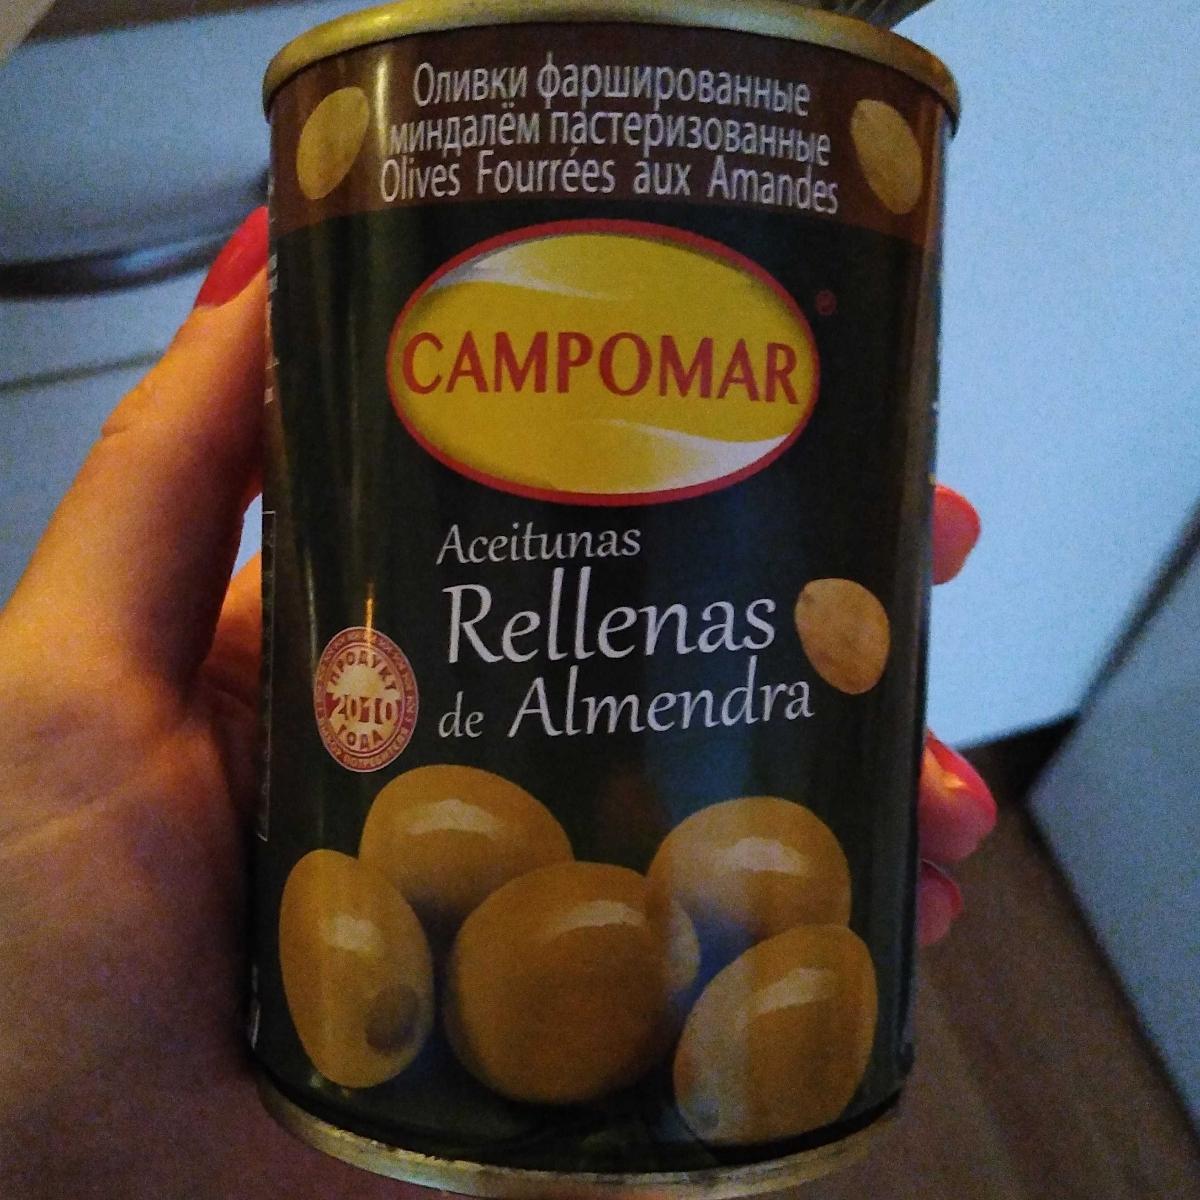 Оливки фаршированные
миндалём пастеризованные
Olives Fourrées aux Amandes
CAMPOMAR
®
Aceitunas
Rellenas
de Almendra
ПРОДУКТ
2010
ГОДА